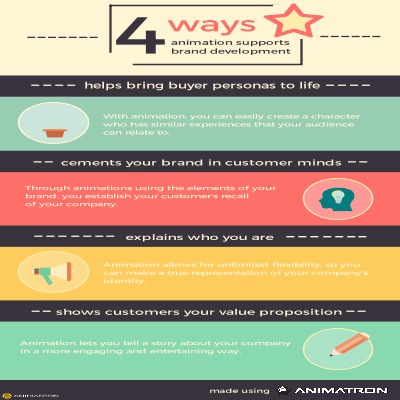 4 ways
animation supports
brand development
helps bring buyer personas to life
With animation, you can easily create a character
who has similar experiences that your audience
can relate to.
cements your brand in customer minds
Through animations using the elements of your
brand, you establish your customer's recall
of your company.
explains who you are
Animation allows for unlimited flexibility, so you
can make a true representation of your company's
identity.
shows customers your value proposition
Animation lets you tell a story about your company
in a more engaging and entertaining way.
made using ANIMATRON
ANIMATRON